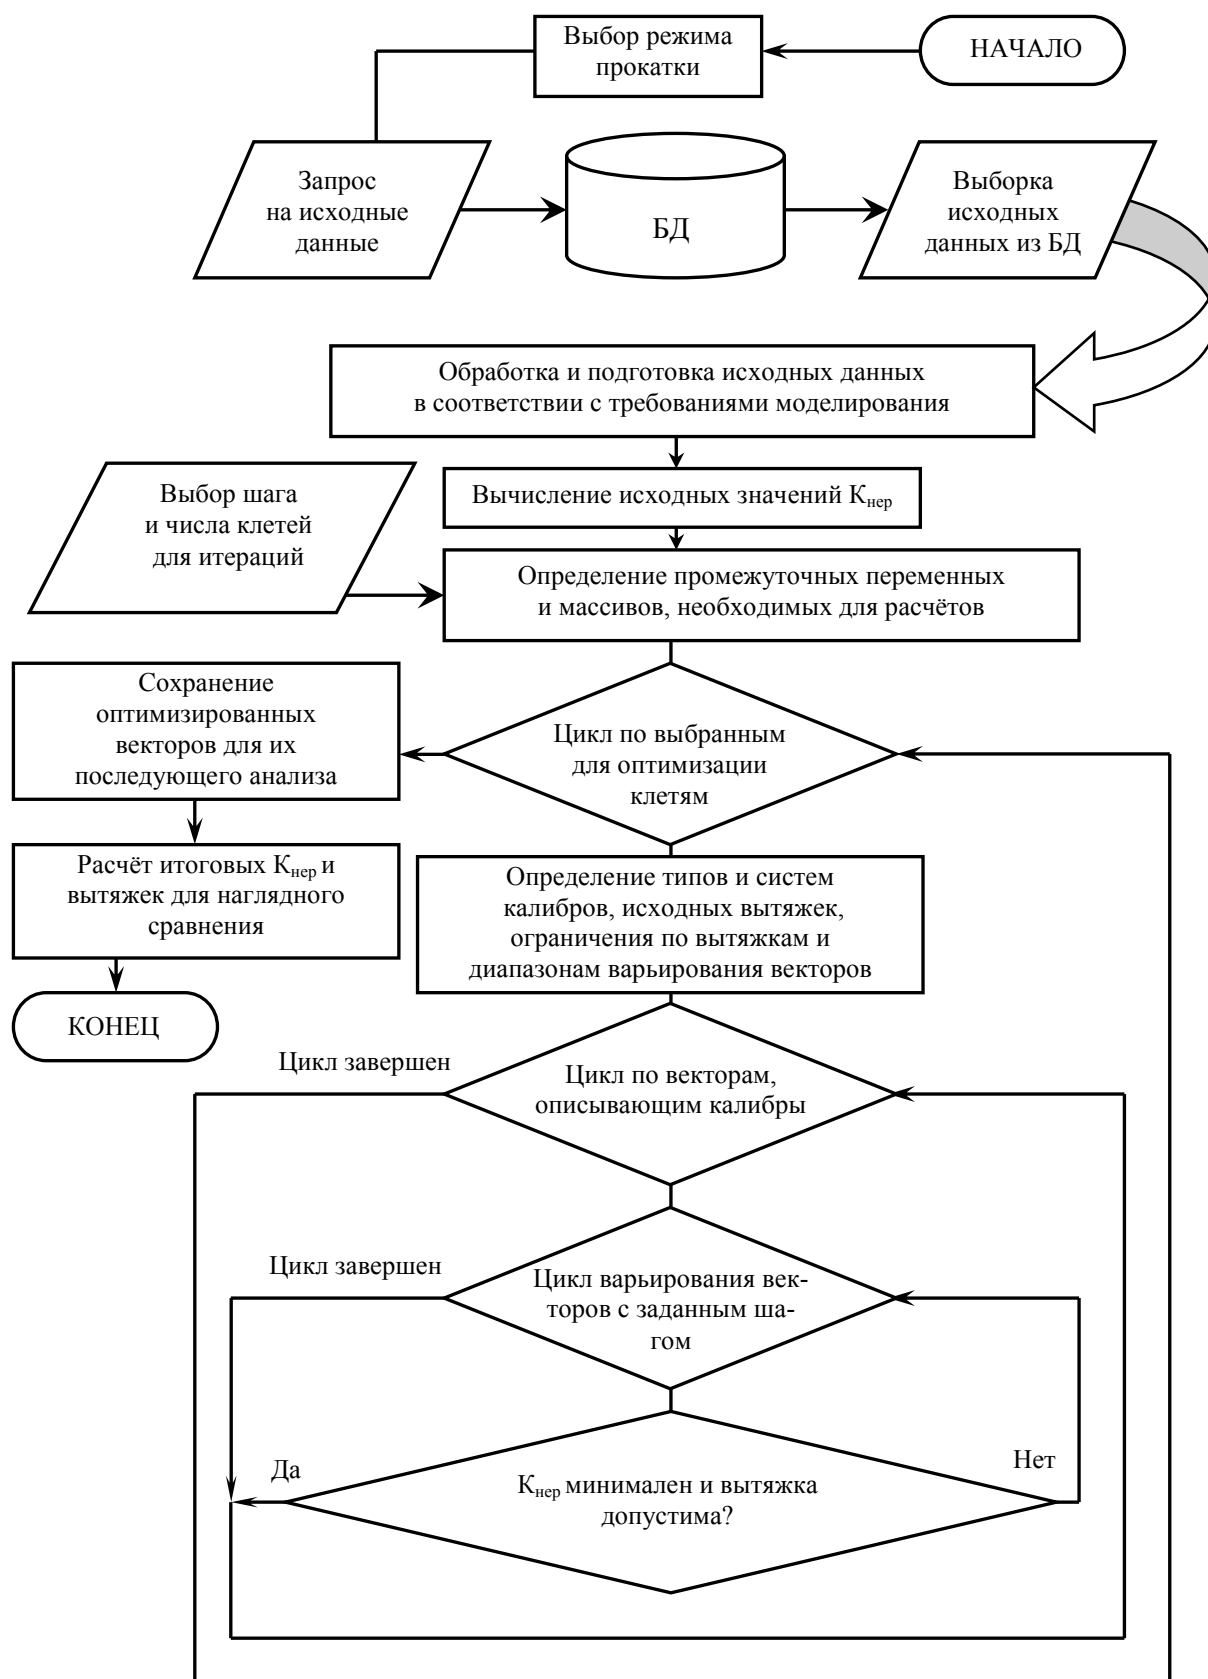 НАЧАЛО
Выбор режима
прокатки
Запрос
на исходные
данные
БД
Выборка
исходных
данных из БД
Обработка и подготовка исходных данных
в соответствии с требованиями моделирования
Вычисление исходных значений Кнер
Выбор шага
и числа клетей
для итераций
Определение промежуточных переменных
и массивов, необходимых для расчётов
Цикл по выбранным
для оптимизации
клетям
Сохранение
оптимизированных
векторов для их
последующего анализа
Расчёт итоговых Кнер и
вытяжек для наглядного
сравнения
КОНЕЦ
Определение типов и систем
калибров, исходных вытяжек,
ограничения по вытяжкам и
диапазонам варьирования векторов
Цикл завершен
Цикл по векторам,
описывающим калибры
Цикл завершен
Цикл варьирования век-
торов с заданным ша-
гом
Да
Нет
Кнер минимален и вытяжка
допустима?